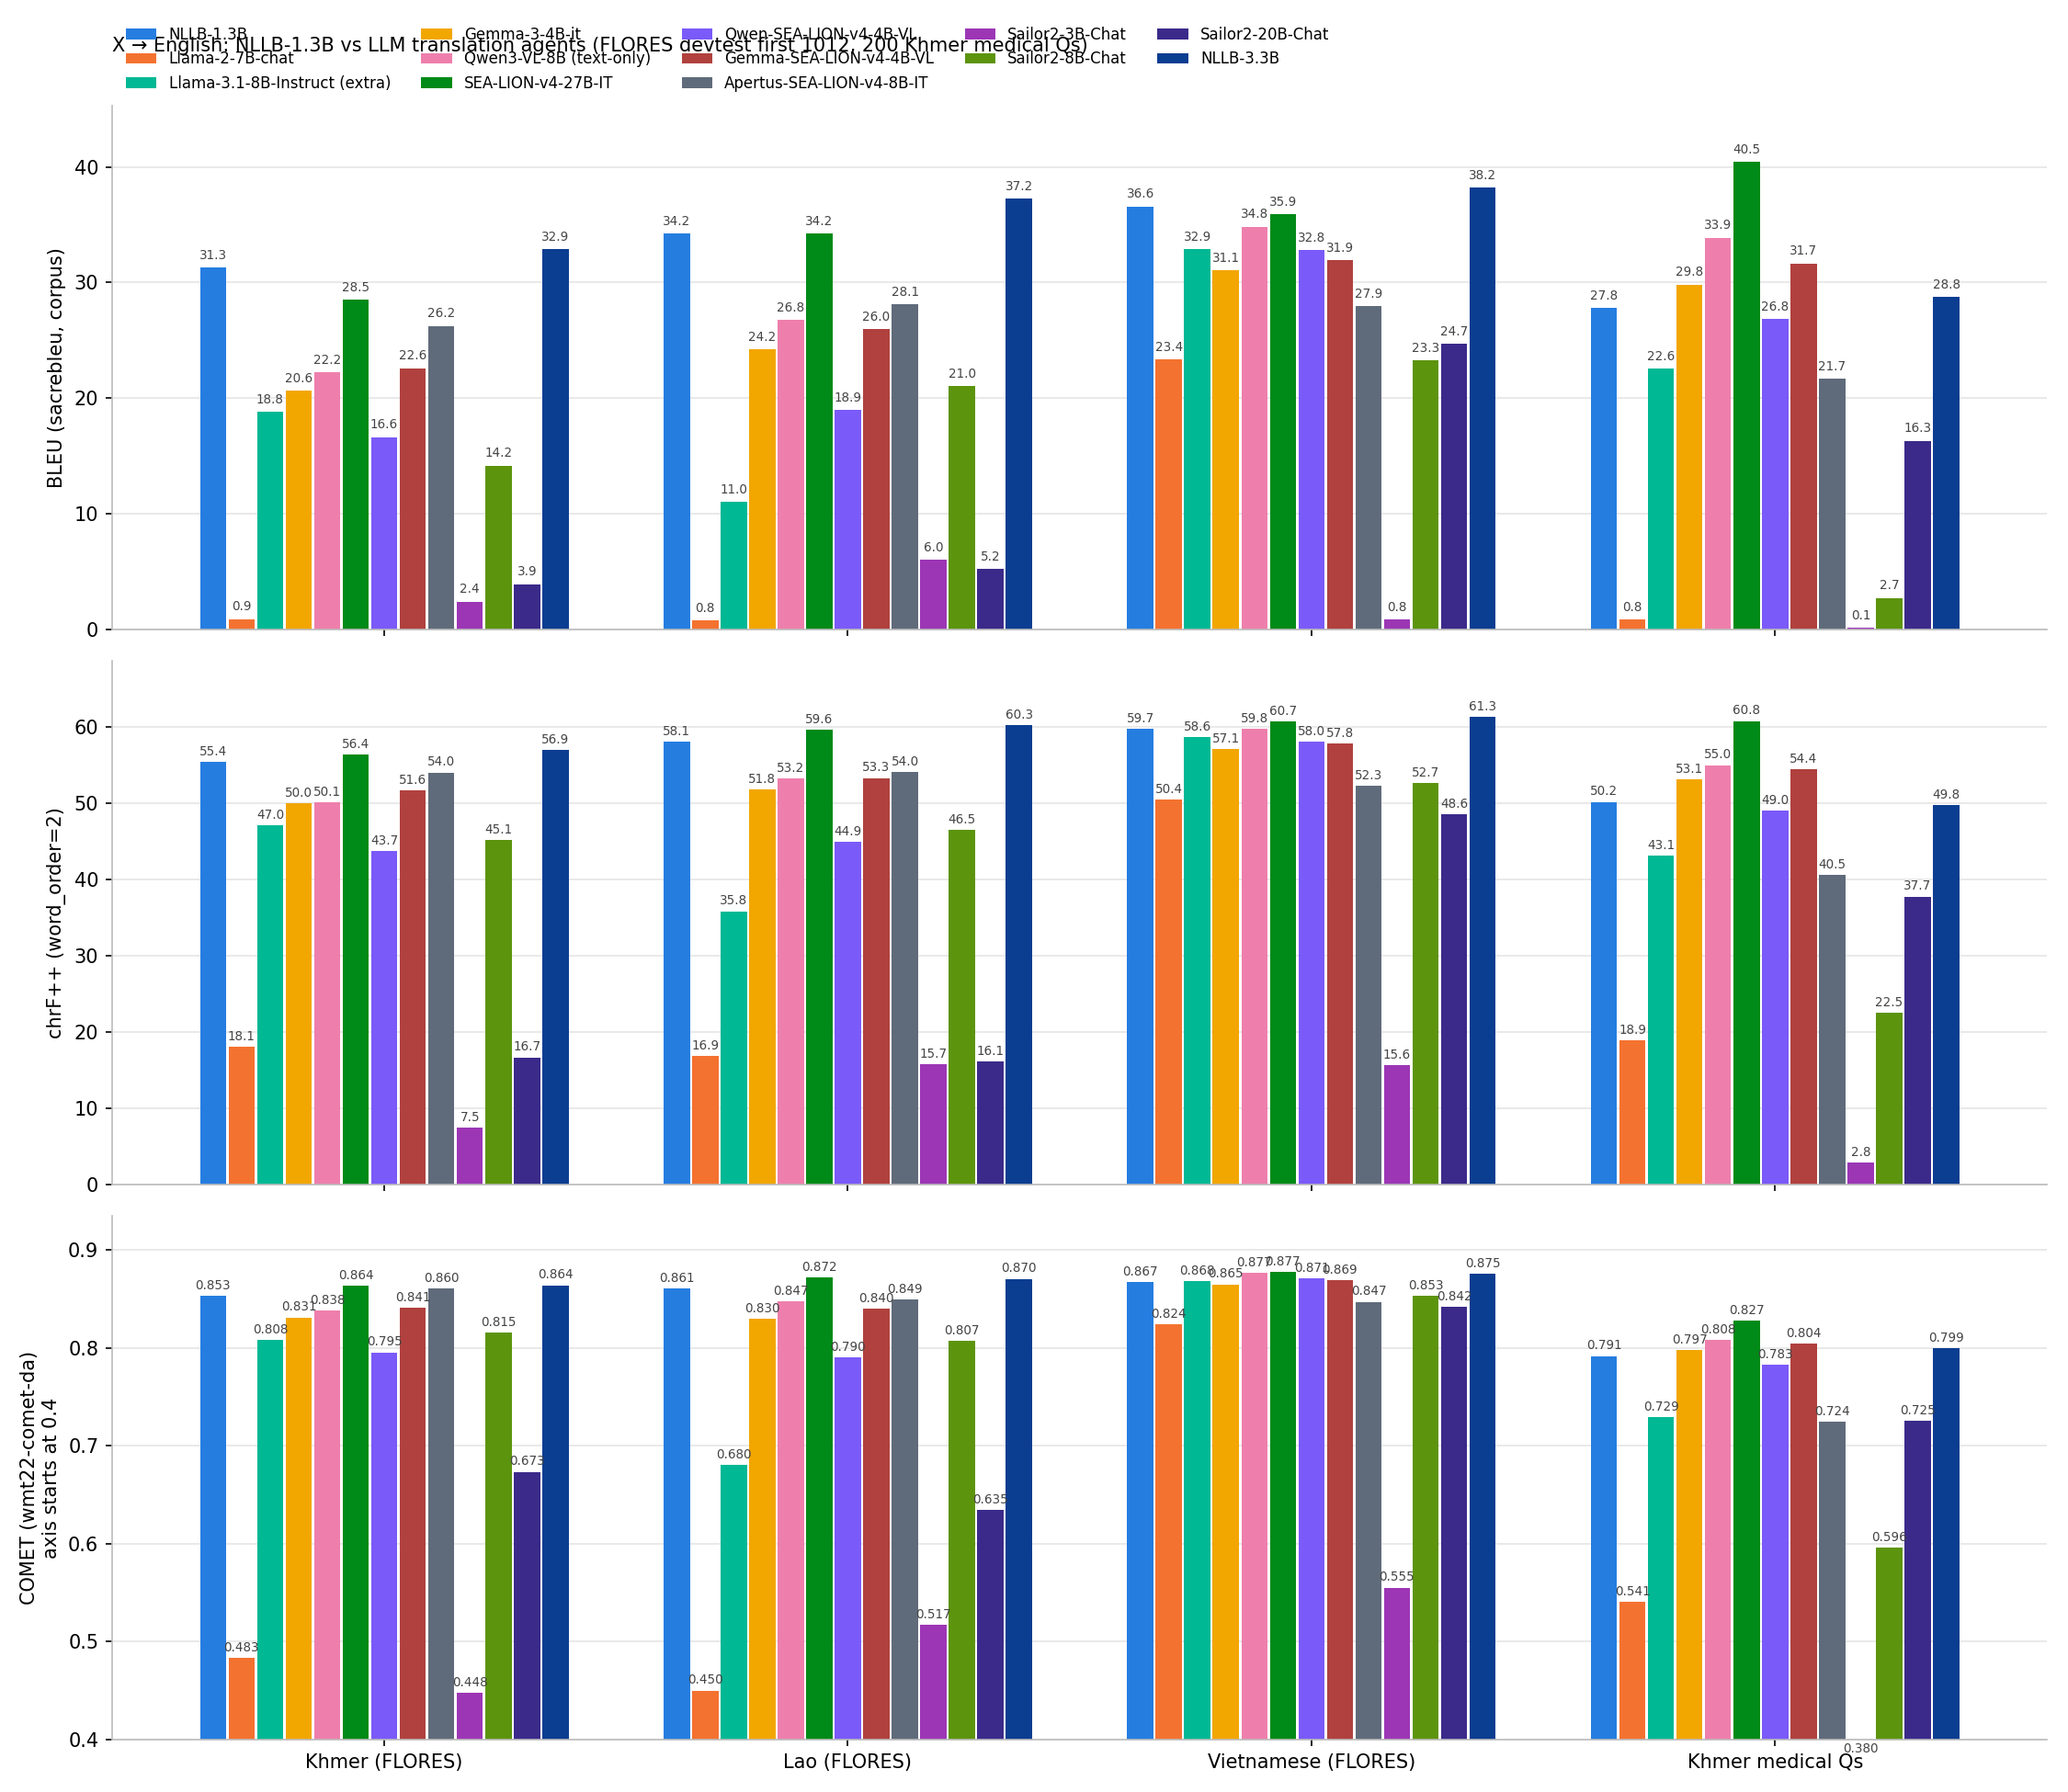 X → English: NLLB-1.3B vs LLM translation agents (FLORES devtest first 1012, 200 Khmer medical Qs)
NLLB-1.3B
Llama-2-7B-chat
Llama-3.1-8B-Instruct (extra)
Gemma-3-4B-it
Qwen3-VL-8B (text-only)
SEA-LION-v4-27B-IT
Qwen-SEA-LION-v4-4B-VL
Gemma-SEA-LION-v4-4B-VL
Apertus-SEA-LION-v4-8B-IT
Sailor2-3B-Chat
Sailor2-8B-Chat
Sailor2-20B-Chat
NLLB-3.3B
BLEU (sacrebleu, corpus)
40
30
20
10
0
31.3 0.9 18.8 20.6 22.2 28.5 16.6 22.6 26.2 2.4 14.2 3.9 32.9
34.2 0.8 11.0 24.2 26.8 34.2 18.9 26.0 28.1 6.0 21.0 5.2 37.2
36.6 23.4 32.9 31.1 34.8 35.9 32.8 31.9 27.9 0.8 23.3 24.7 38.2
27.8 0.8 22.6 29.8 33.9 40.5 26.8 31.7 21.7 0.1 2.7 16.3 28.8
chrF++ (word_order=2)
60
50
40
30
20
10
0
55.4 18.1 47.0 50.0 50.1 56.4 43.7 51.6 54.0 7.5 45.1 16.7 56.9
58.1 16.9 35.8 51.8 53.2 59.6 44.9 53.3 54.0 15.7 46.5 16.1 60.3
59.7 50.4 58.6 57.1 59.8 60.7 58.0 57.8 52.3 15.6 52.7 48.6 61.3
50.2 18.9 43.1 53.1 55.0 60.8 49.0 54.4 40.5 2.8 22.5 37.7 49.8
COMET (wmt22-comet-da)
axis starts at 0.4
0.9
0.8
0.7
0.6
0.5
0.4
0.853 0.483 0.808 0.831 0.838 0.864 0.795 0.841 0.860 0.448 0.815 0.673 0.864
0.861 0.450 0.680 0.830 0.847 0.872 0.790 0.840 0.849 0.517 0.807 0.635 0.870
0.867 0.824 0.868 0.865 0.877 0.877 0.871 0.869 0.847 0.555 0.853 0.842 0.875
0.791 0.541 0.729 0.797 0.808 0.827 0.783 0.804 0.724 0.380 0.596 0.725 0.799
Khmer (FLORES)
Lao (FLORES)
Vietnamese (FLORES)
Khmer medical Qs